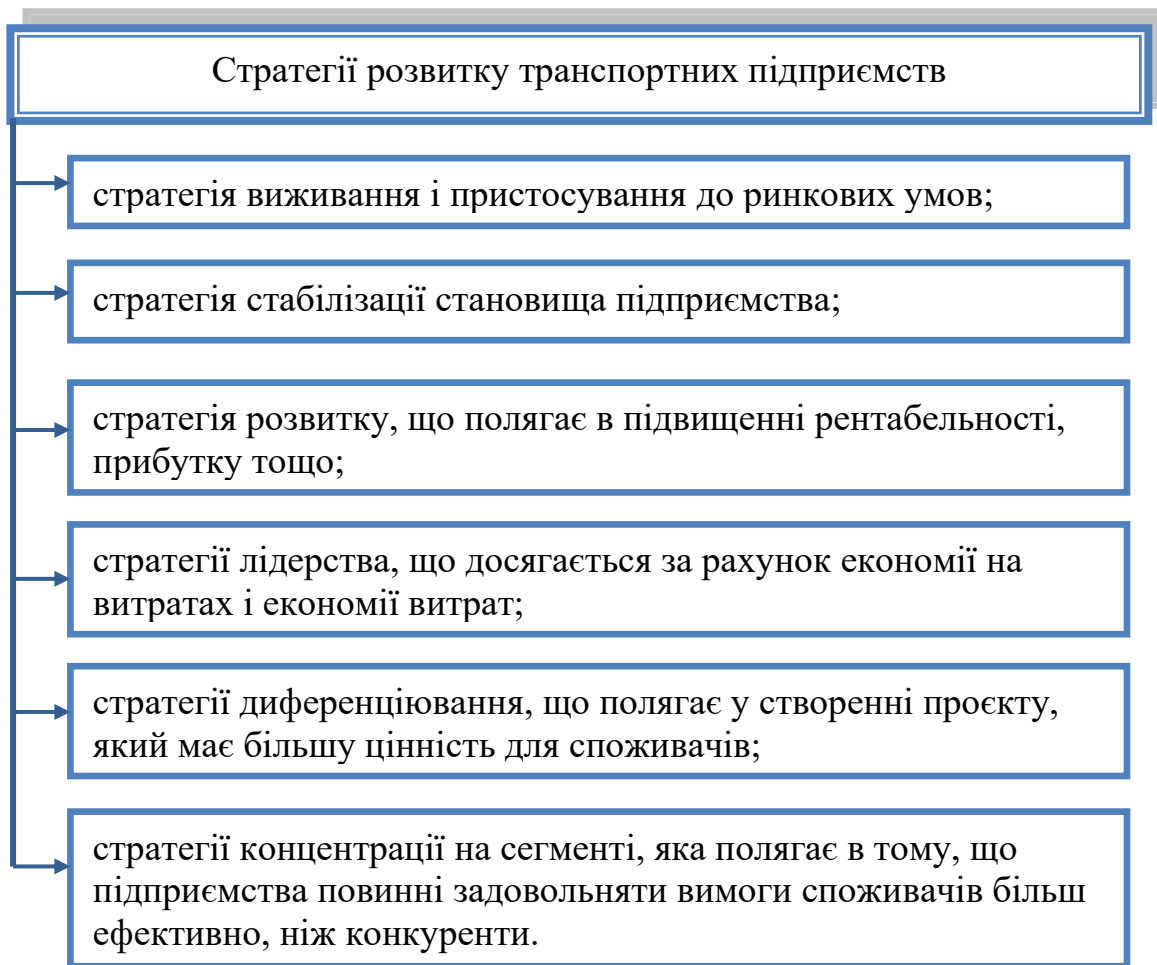 Стратегії розвитку транспортних підприємств
стратегія виживання і пристосування до ринкових умов;
стратегія стабілізації становища підприємства;
стратегія розвитку, що полягає в підвищенні рентабельності,
прибутку тощо;
стратегії лідерства, що досягається за рахунок економії на
витратах і економії витрат;
стратегії диференціювання, що полягає у створенні проєкту,
який має більшу цінність для споживачів;
стратегії концентрації на сегменті, яка полягає в тому, що
підприємства повинні задовольняти вимоги споживачів більш
ефективно, ніж конкуренти.